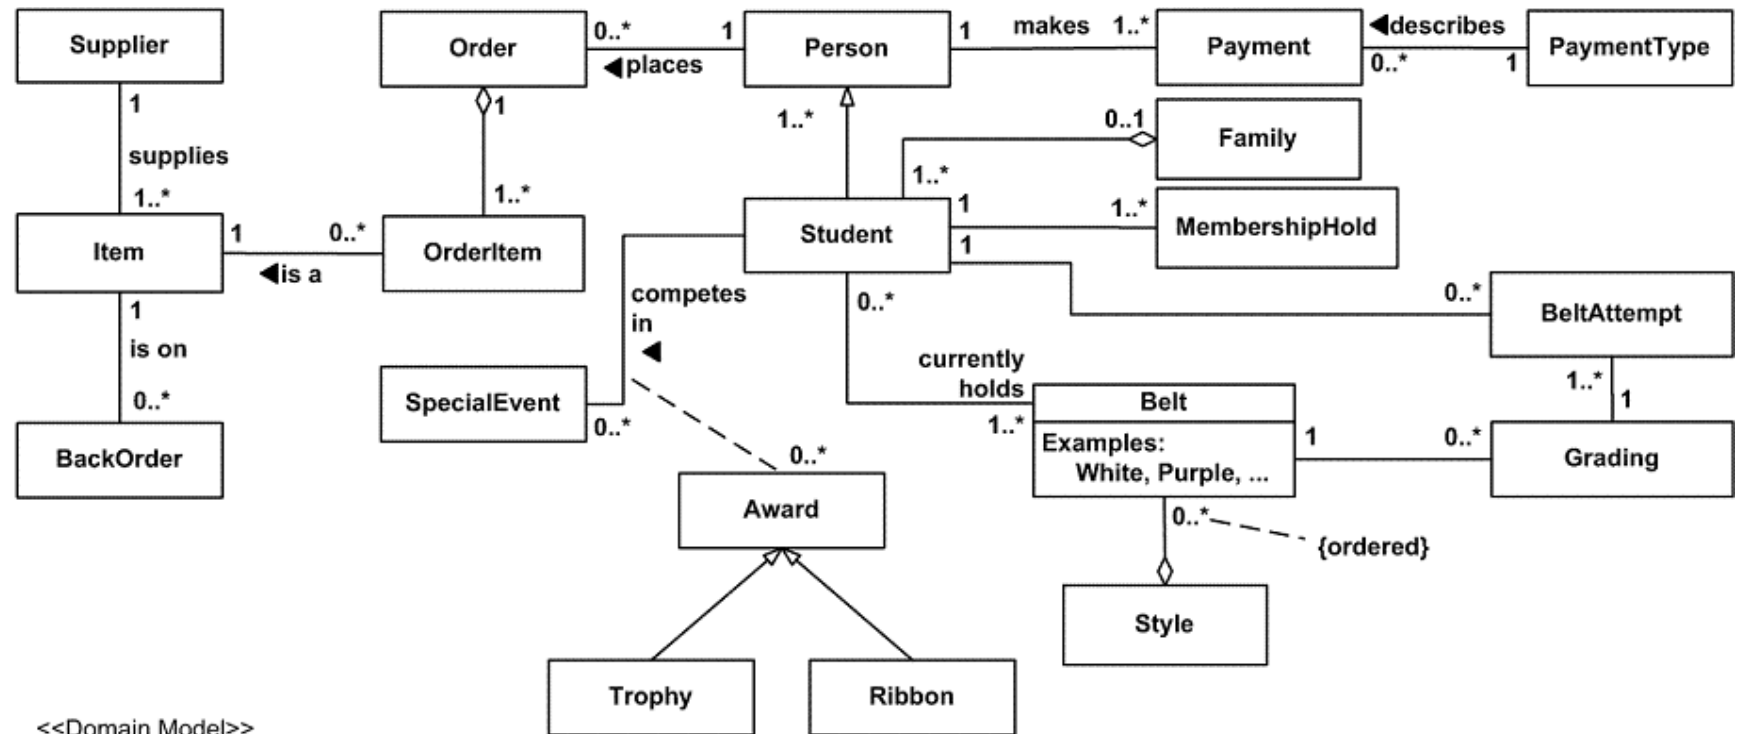 Supplier
Order
0..*
1
places
Person
1
makes
1..*
Payment
describes
0..*
1
PaymentType
1
supplies
1..*
1
1..*
1..*
0..1
Family
1..*
Item
1
0..*
is a
OrderItem
Student
1
1..*
MembershipHold
1
0..*
BeltAttempt
1
is on
0..*
BackOrder
competes
in
0..*
SpecialEvent
0..*
0..*
currently
holds
1..*
Belt
Examples:
White, Purple, ...
1
0..*
1..*
1
Grading
Award
0..*
{ordered}
Style
Trophy
Ribbon
<<Domain Model>>